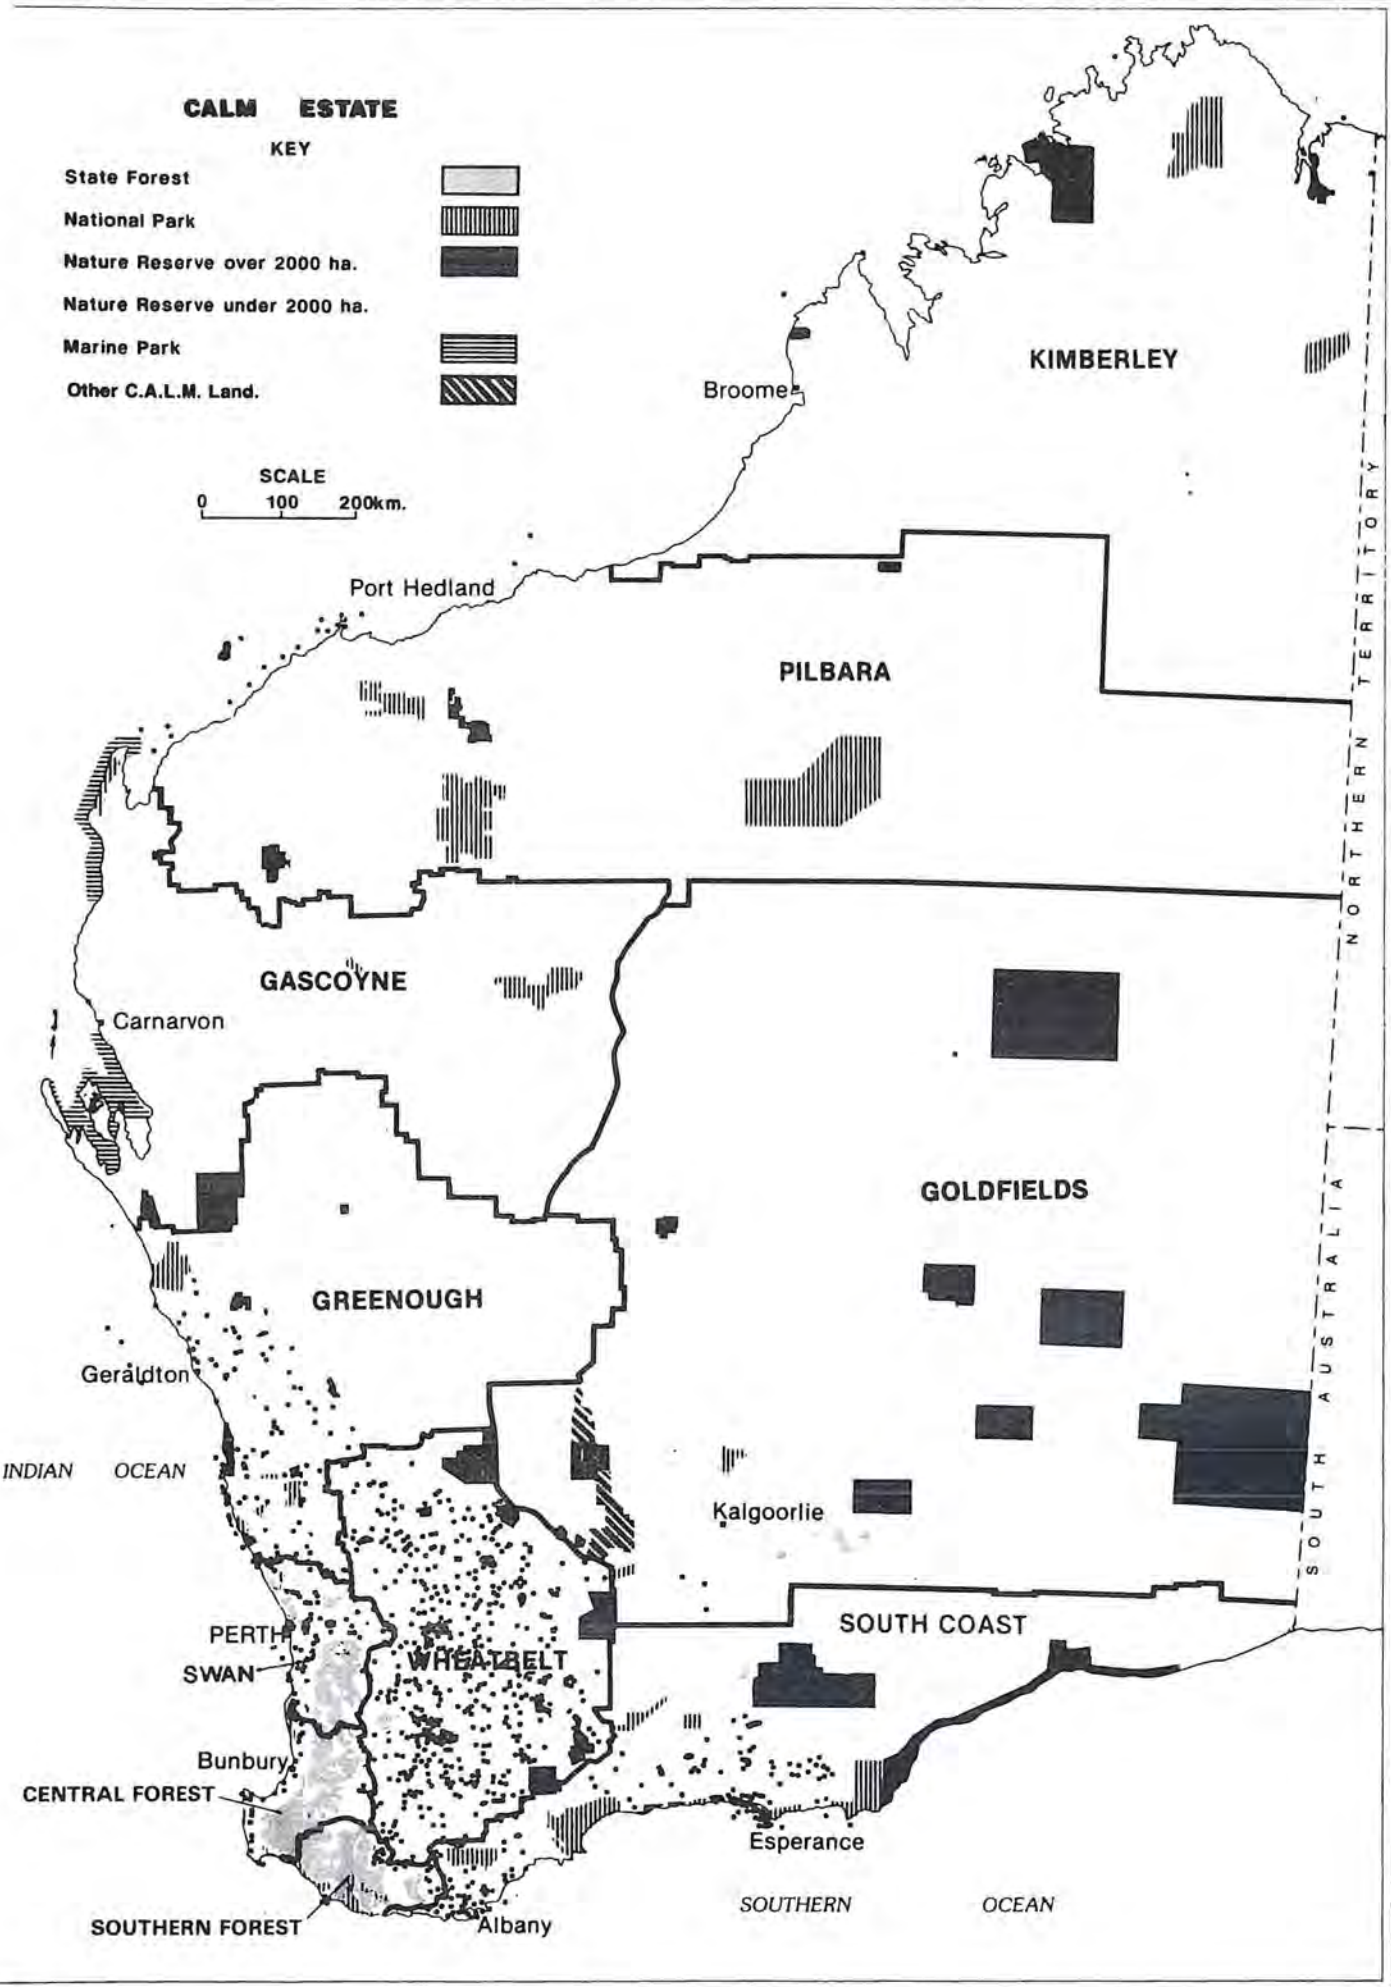 CALM ESTATE
KEY
State Forest
National Park
Nature Reserve over 2000 ha.
Nature Reserve under 2000 ha.
Marine Park
Other C.A.L.M. Land.
SCALE
0 100 200km.
KIMBERLEY
Broome
Port Hedland
PILBARA
NORTHERN TERRITORY
GASCOYNE
Carnarvon
GOLDFIELDS
GREENOUGH
Geraldton
SOUTH AUSTRALIA
INDIAN OCEAN
Kalgoorlie
SOUTH COAST
PERTH
SWAN
WHEATBELT
Bunbury
CENTRAL FOREST
Esperance
SOUTHERN OCEAN
SOUTHERN FOREST
Albany